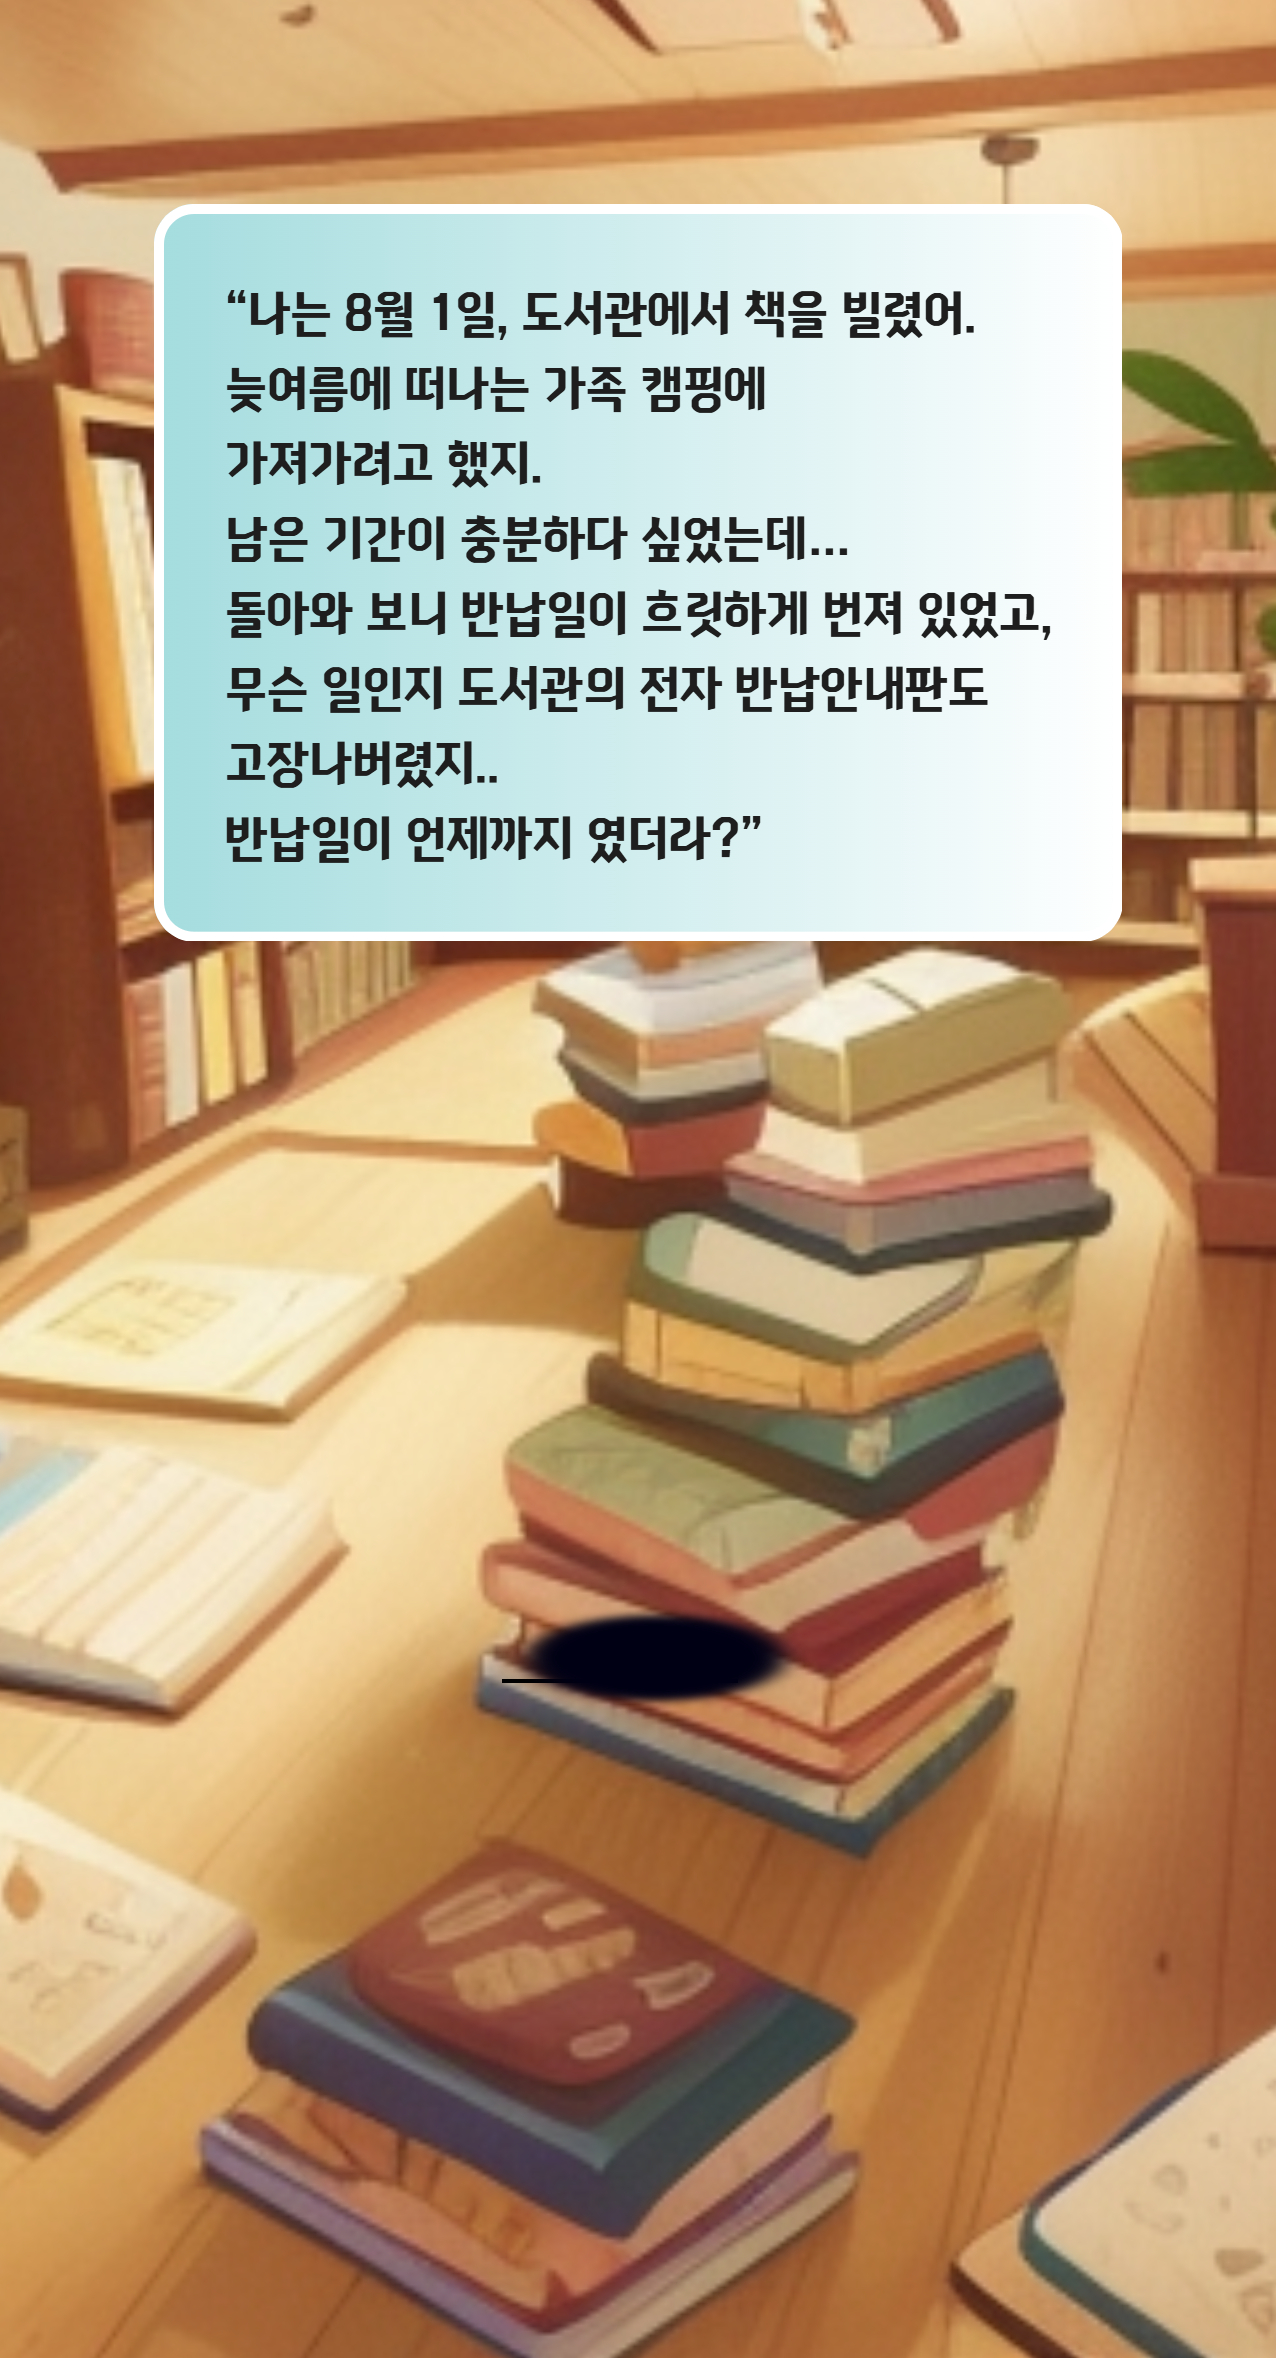 “나는 8월 1일, 도서관에서 책을 빌렸어.
늦여름에 떠나는 가족 캠핑에
가져가려고 했지.
남은 기간이 충분하다 싶었는데...
돌아와 보니 반납일이 흐릿하게 번져 있었고,
무슨 일인지 도서관의 전자 반납안내판도
고장나버렸지..
반납일이 언제까지 였더라?”